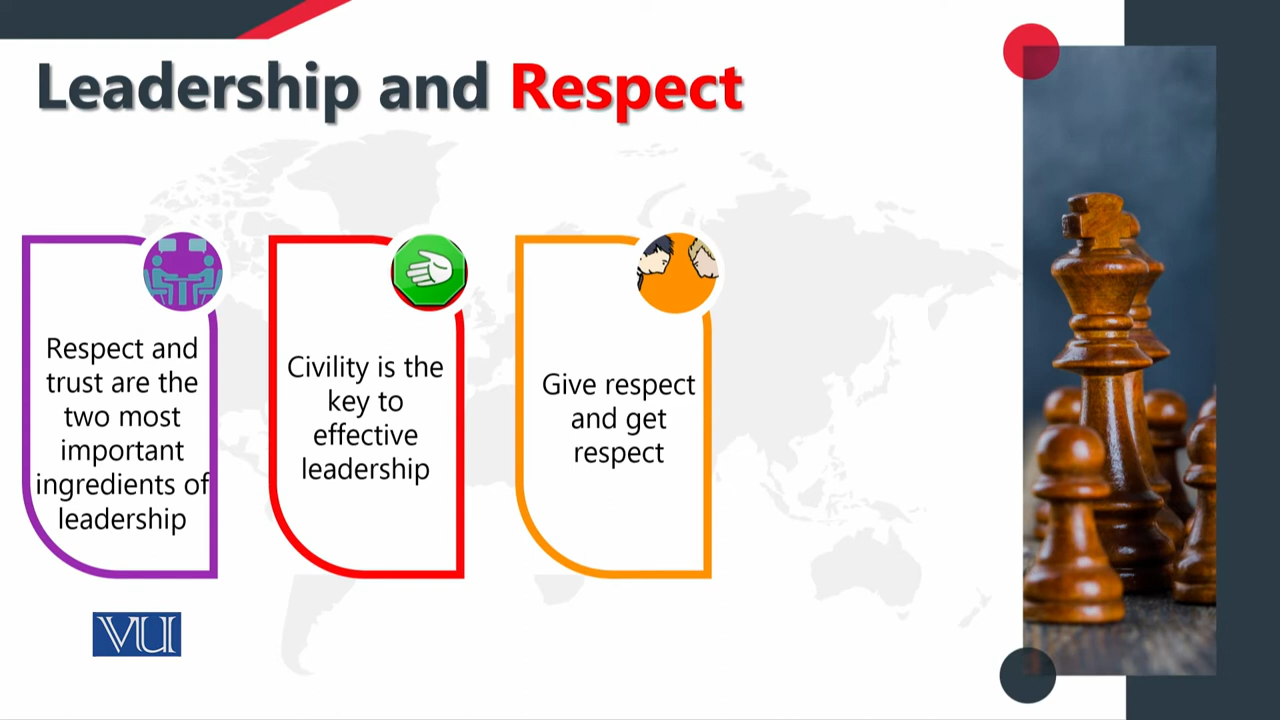 Leadership and Respect
Respect and
trust are the
two most
important
ingredients of
leadership
Civility is the
key to
effective
leadership
Give respect
and get
respect
VU